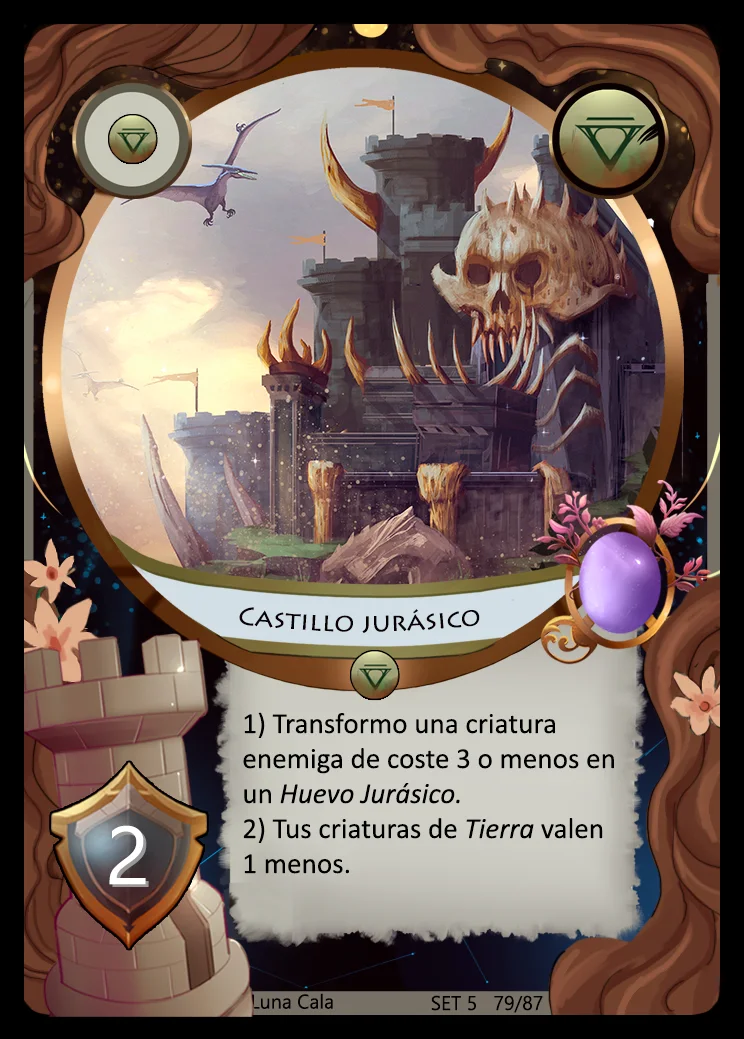 CASTILLO JURÁSICO
1) Transformo una criatura
enemiga de coste 3 o menos en
un Huevo Jurásico.
2) Tus criaturas de Tierra valen
1 menos.
2
Luna Cala SET 5 79/87